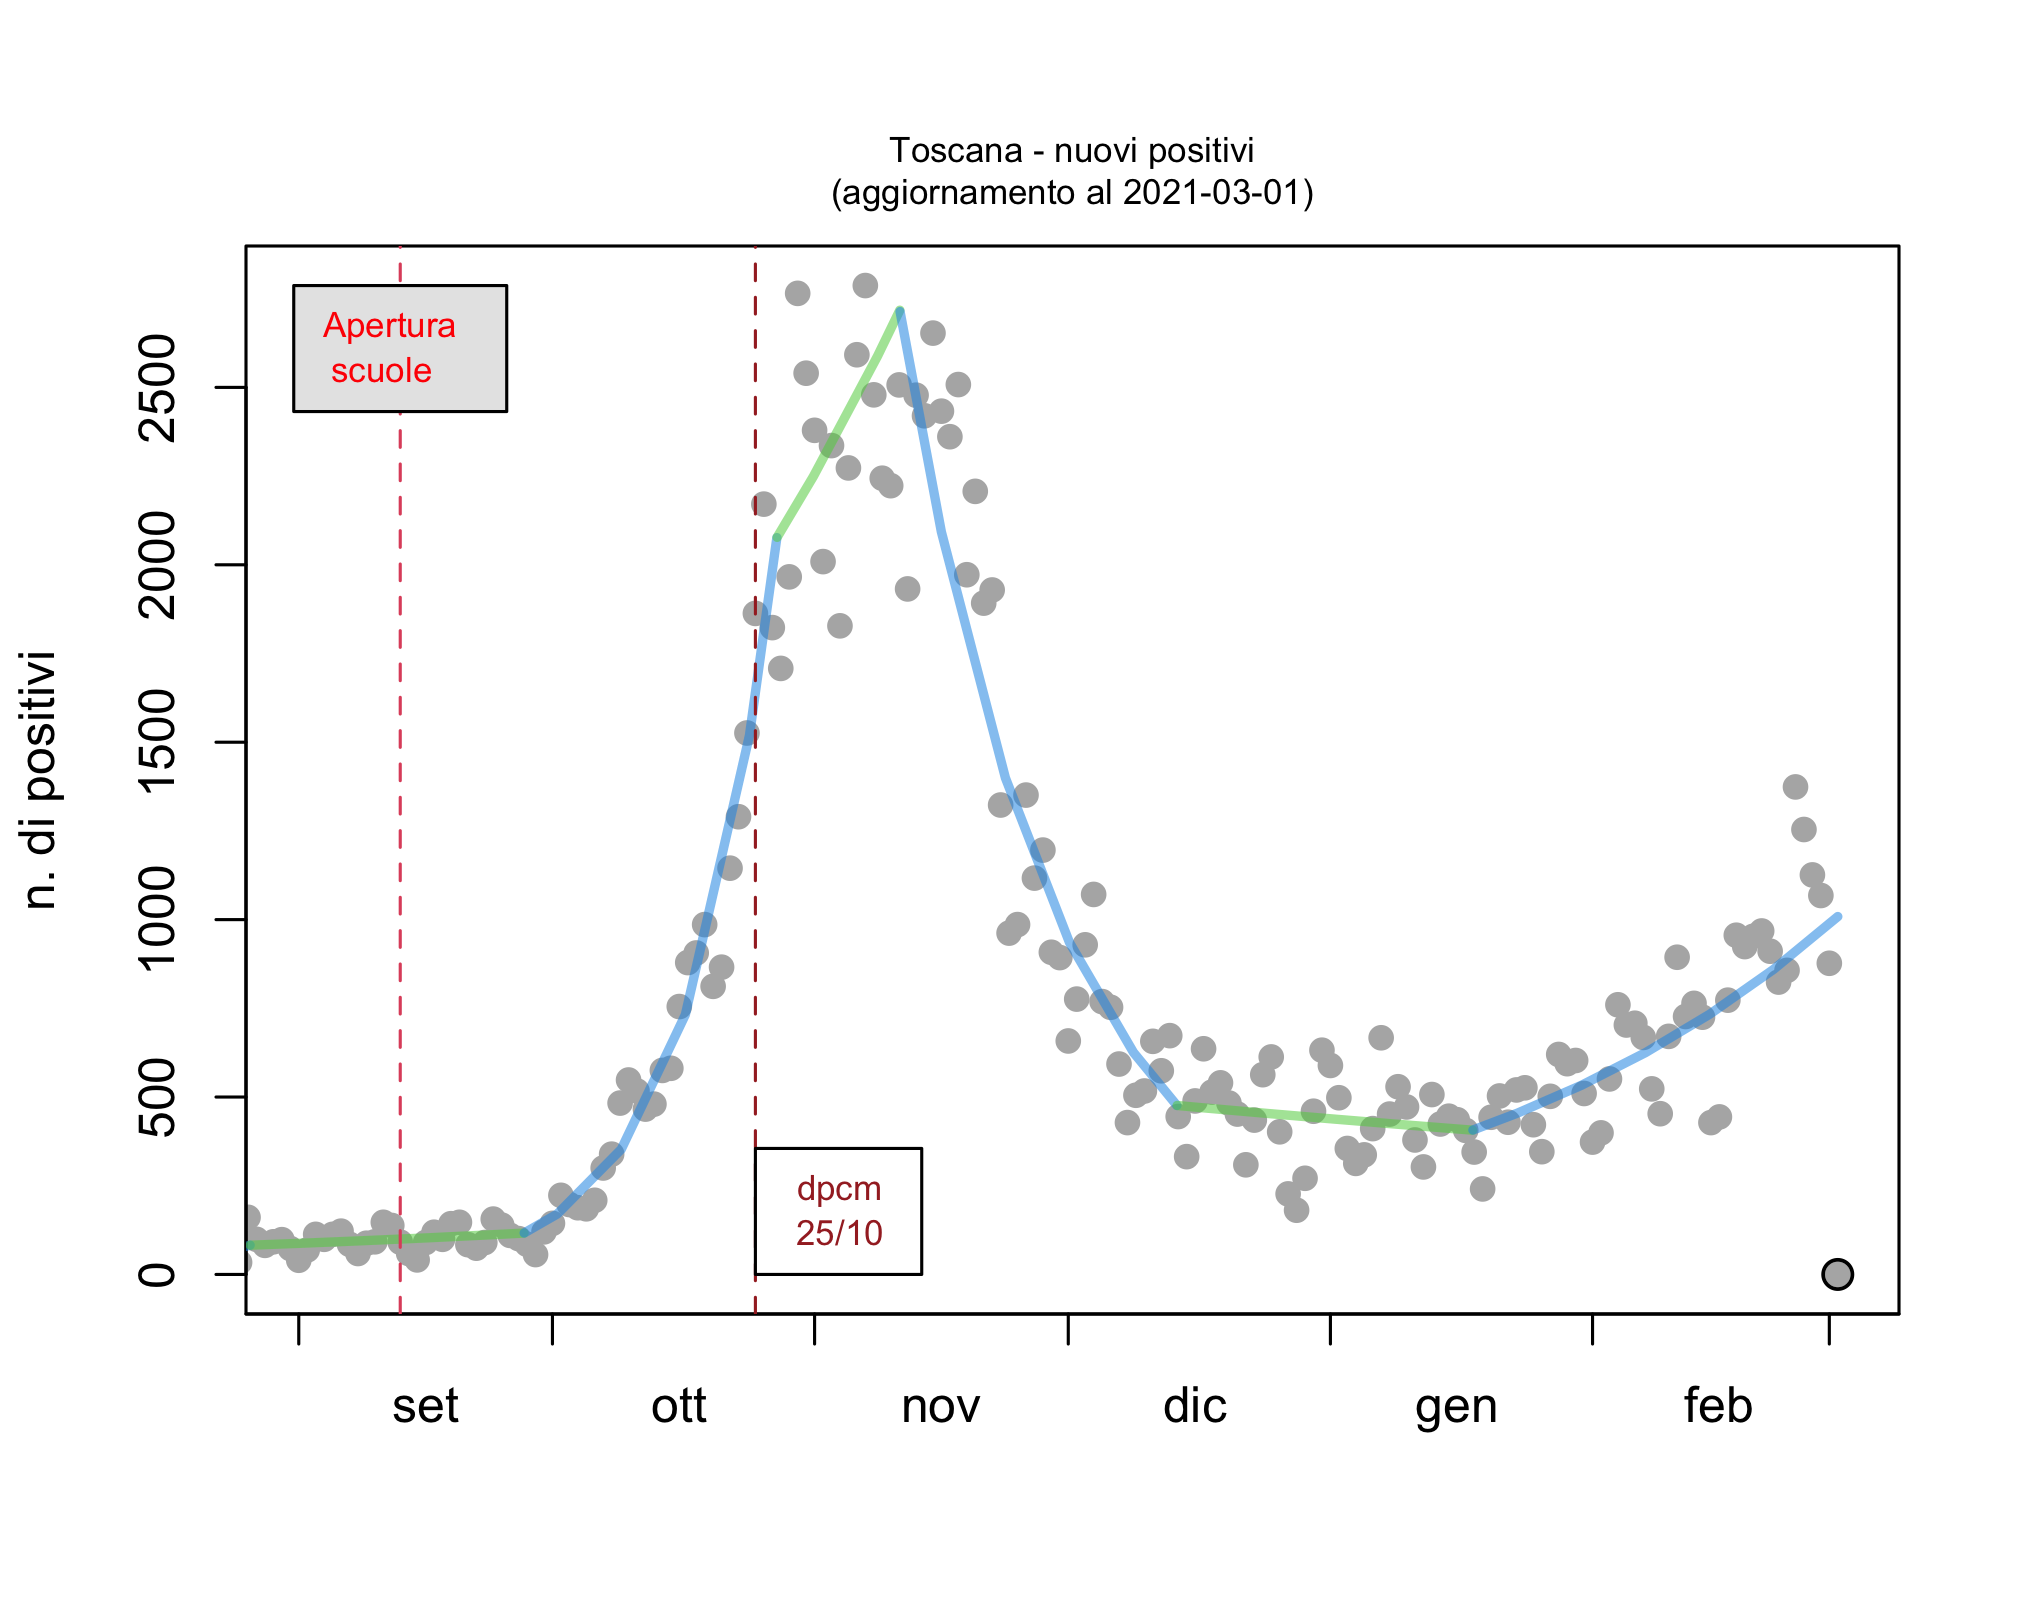 Toscana - nuovi positivi
(aggiornamento al 2021-03-01)
Apertura
scuole
dpcm
25/10
n. di positivi
2500
2000
1500
1000
500
0
set ott nov dic gen feb